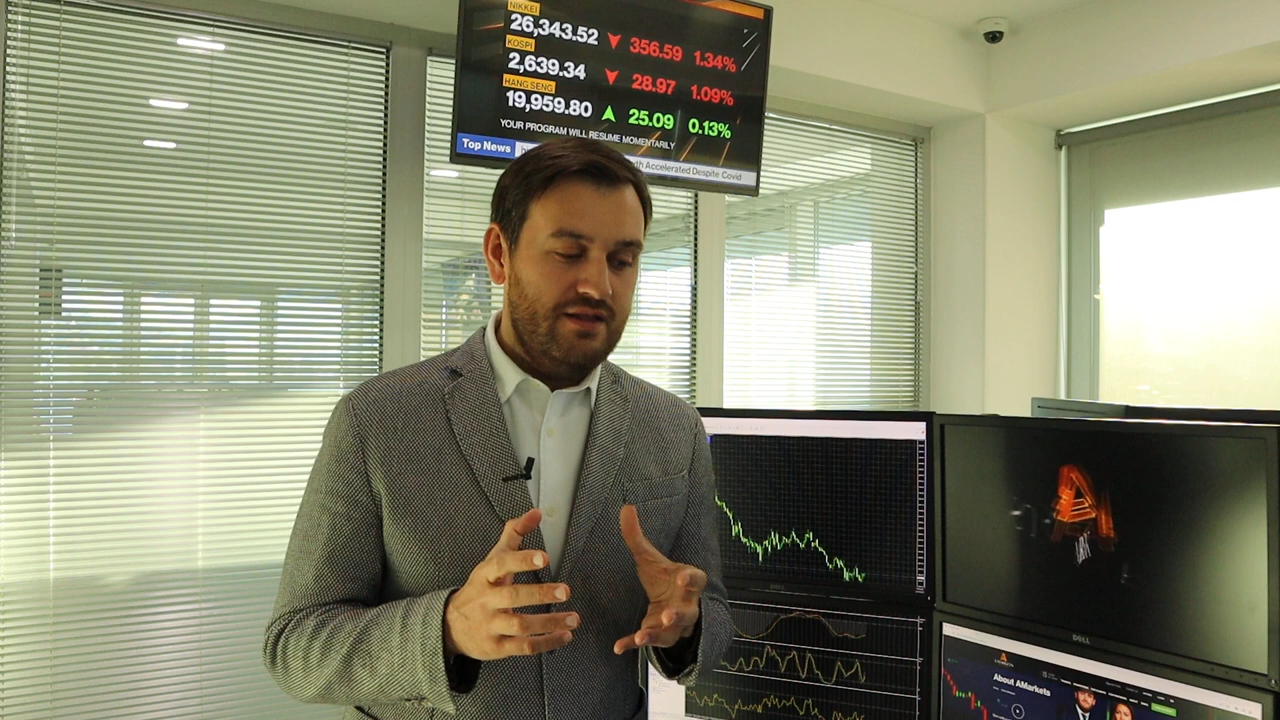 NIKKEI
26,343.52 ▼ 356.59 1.34%
KOSPI
2,639.34 ▼ 28.97 1.09%
HANG SENG
19,959.80 ▲ 25.09 0.13%
YOUR PROGRAM WILL RESUME MOMENTARILY
Top News
Accelerated Despite Covid
DELL
About AMarkets